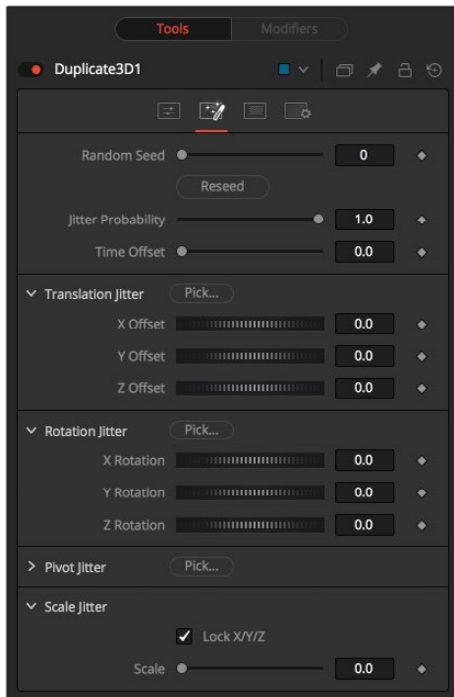 Tools Modifiers
Duplicate3D1
Random Seed 0
Reseed
Jitter Probability 1.0
Time Offset 0.0
Translation Jitter Pick...
X Offset 0.0
Y Offset 0.0
Z Offset 0.0
Rotation Jitter Pick...
X Rotation 0.0
Y Rotation 0.0
Z Rotation 0.0
Pivot Jitter Pick...
Scale Jitter
Lock X/Y/Z
Scale 0.0